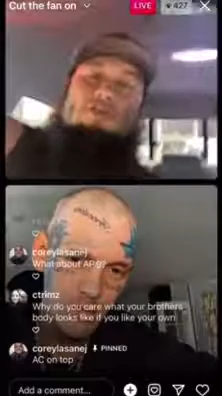 Cut the fan on
LIVE
427
coreylasanej
What about AP9?
ctrimz
Why do you care what your brothers
body looks like if you like your own
coreylasanej PINNED
AC on top
Add a comment...